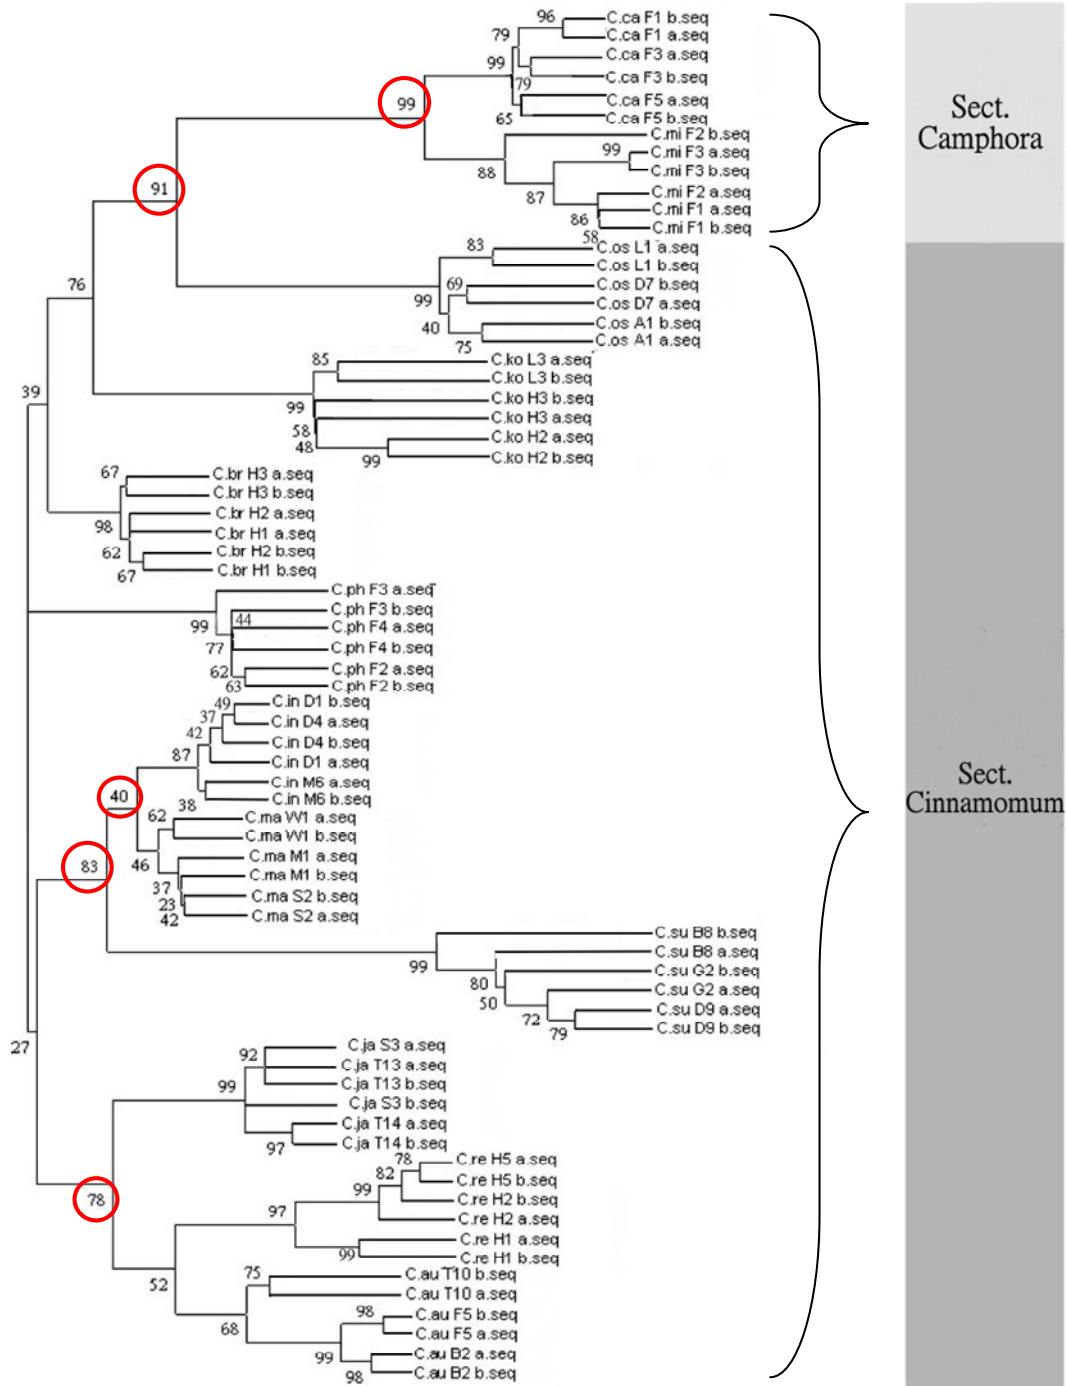 96
C.ca F1 b.seq
C.ca F1 a.seq
79
C.ca F3 a.seq
99
C.ca F3 b.seq
79
C.ca F5 a.seq
65
C.ca F5 b.seq
99
C.mi F2 b.seq
99
C.mi F3 a.seq
C.mi F3 b.seq
88
87
C.mi F2 a.seq
C.mi F1 a.seq
86
C.mi F1 b.seq
58
Sect.
Camphora
91
83
C.os L1 a.seq
C.os L1 b.seq
76
69
C.os D7 b.seq
99
C.os D7 a.seq
40
C.os A1 b.seq
75
C.os A1 a.seq
85
C.ko L3 a.seq
C.ko L3 b.seq
39
99
C.ko H3 b.seq
C.ko H3 a.seq
58
48
C.ko H2 a.seq
99
C.ko H2 b.seq
67
C.br H3 a.seq
C.br H3 b.seq
98
C.br H2 a.seq
C.br H1 a.seq
62
C.br H2 b.seq
67
C.br H1 b.seq
C.ph F3 a.seq
C.ph F3 b.seq
99
44
C.ph F4 a.seq
77
C.ph F4 b.seq
62
C.ph F2 a.seq
63
C.ph F2 b.seq
49
C.in D1 b.seq
37
C.in D4 a.seq
42
C.in D4 b.seq
87
C.in D1 a.seq
C.in M6 a.seq
38
C.in M6 b.seq
40
62
C.ma W1 a.seq
C.ma W1 b.seq
46
C.ma M1 a.seq
83
37
C.ma M1 b.seq
23
C.ma S2 b.seq
42
C.ma S2 a.seq
Sect.
Cinnamomum
C.su B8 b.seq
99
C.su B8 a.seq
80
C.su G2 b.seq
50
C.su G2 a.seq
72
C.su D9 a.seq
79
C.su D9 b.seq
27
C.ja S3 a.seq
92
C.ja T13 a.seq
99
C.ja T13 b.seq
C.ja S3 b.seq
C.ja T14 a.seq
97
C.ja T14 b.seq
78
78
C.re H5 a.seq
82
C.re H5 b.seq
99
C.re H2 b.seq
97
C.re H2 a.seq
C.re H1 a.seq
99
C.re H1 b.seq
52
75
C.au T10 b.seq
C.au T10 a.seq
68
98
C.au F5 b.seq
C.au F5 a.seq
99
C.au B2 a.seq
98
C.au B2 b.seq